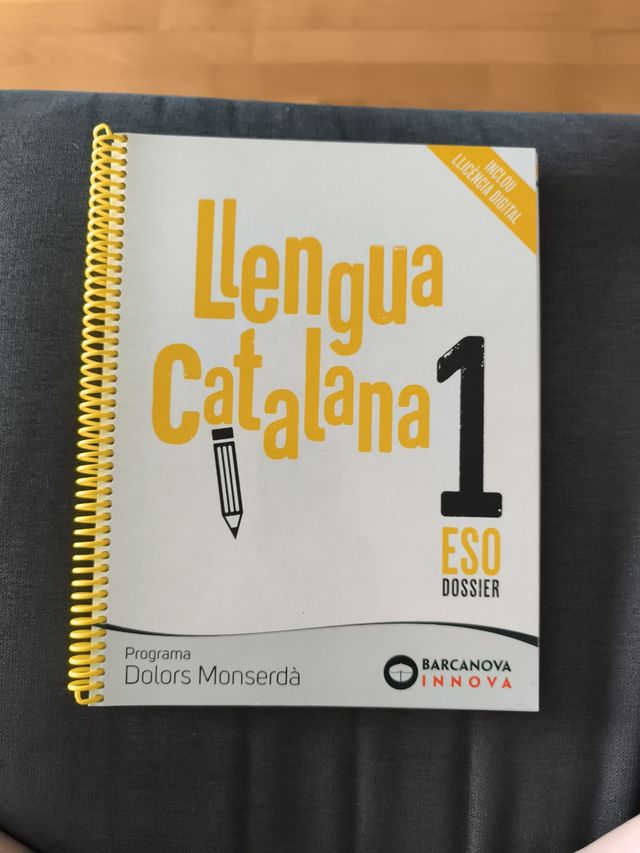 INCLOU
LLICÈNCIA DIGITAL
Llengua
Catalana 1
ESO
DOSSIER
Programa
Dolors Monserdà
BARCANOVA
INNOVA